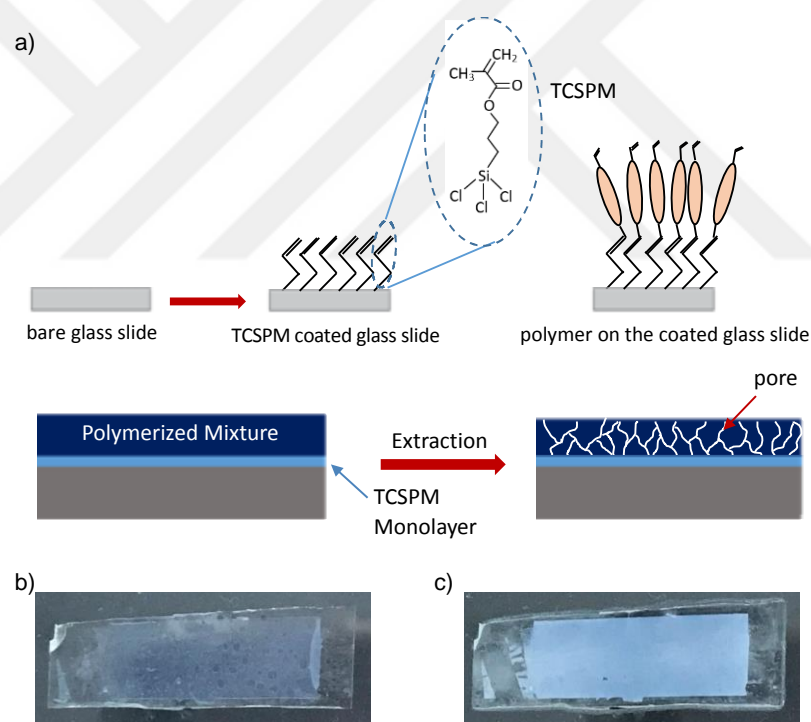 a)
CH₂
CH₃
O
O
TCSPM
Si
Cl
Cl
Cl
bare glass slide
TCSPM coated glass slide
polymer on the coated glass slide
pore
Polymerized Mixture
Extraction
TCSPM
Monolayer
b)
c)